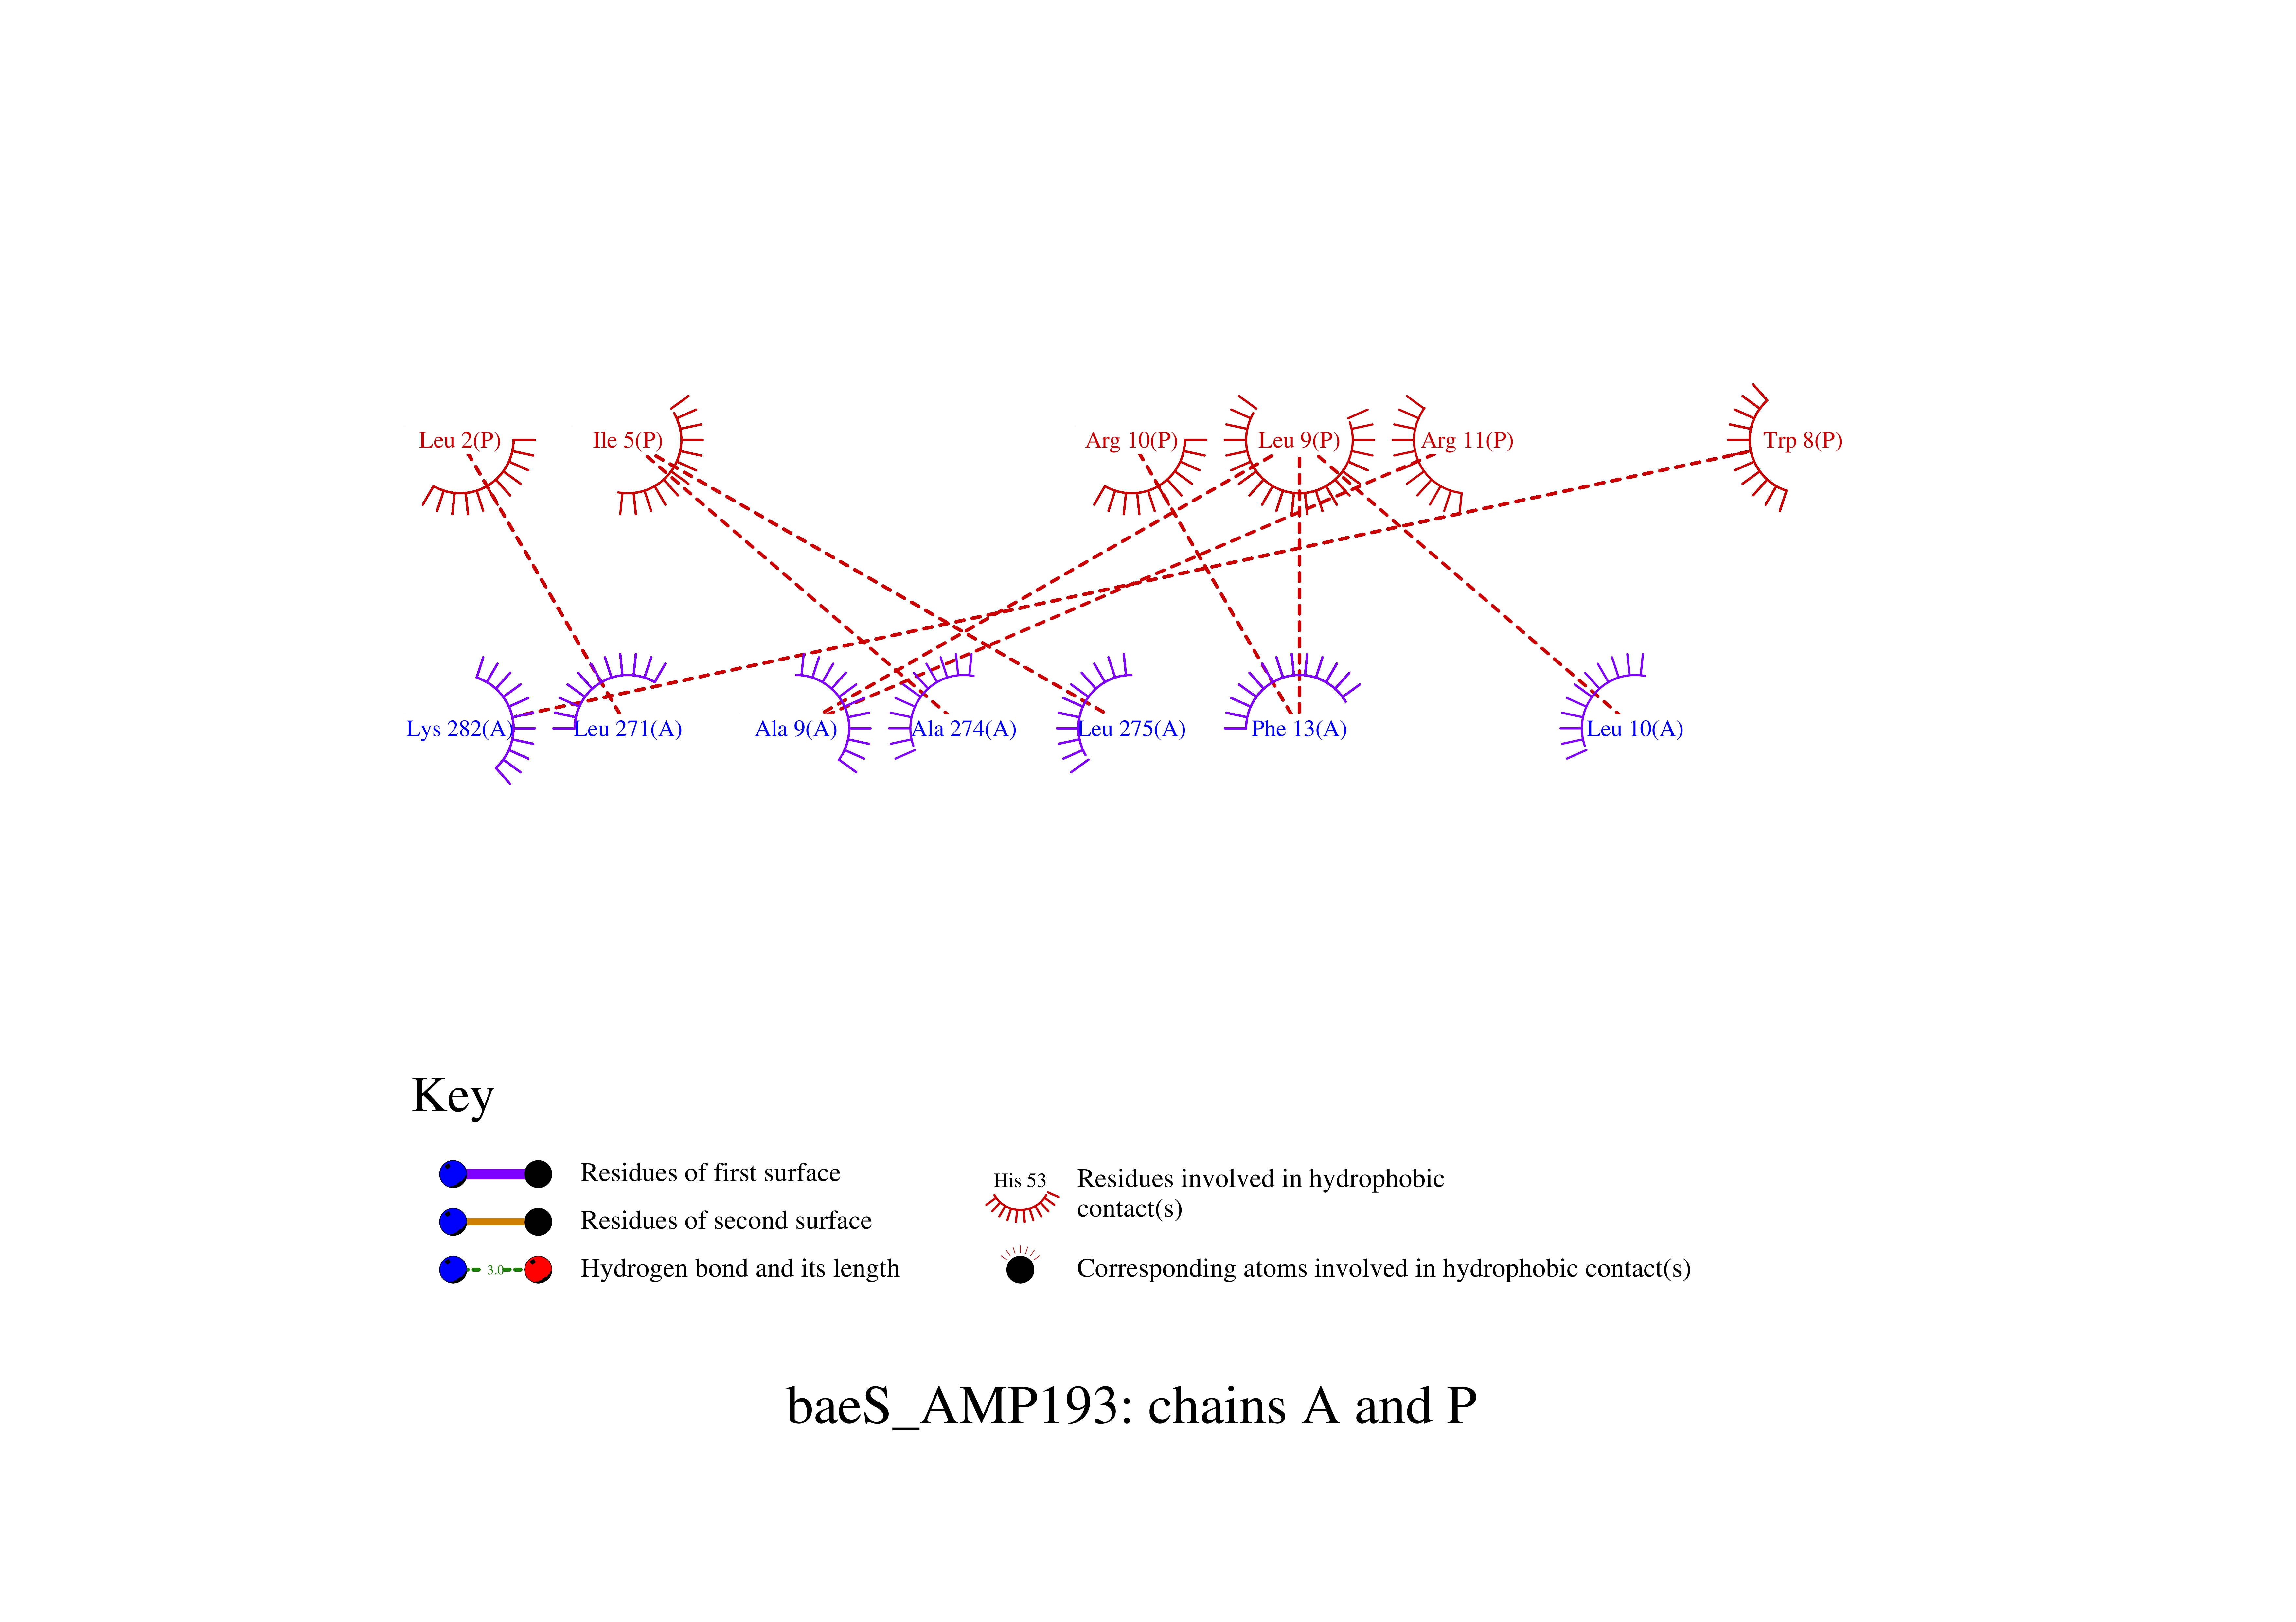 Leu 2(P) Ile 5(P) Arg 10(P) Leu 9(P) Arg 11(P) Trp 8(P)
Lys 282(A) Leu 271(A) Ala 9(A) Ala 274(A) Leu 275(A) Phe 13(A) Leu 10(A)
Key
Residues of first surface
Residues of second surface
3.0 Hydrogen bond and its length
His 53 Residues involved in hydrophobic
contact(s)
Corresponding atoms involved in hydrophobic contact(s)
baeS_AMP193: chains A and P